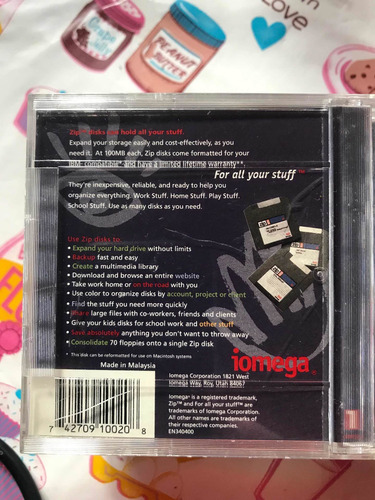 in
Love
Grape
Jelly
PEANUT
BUTTER
Zip disks hold all your stuff.
Expand your storage easily and cost-effectively, as you
need it. At 100MB each, Zip disks come formatted for your
IBM-compatible* and have a limited lifetime warranty**.
For all your stuff™
They're inexpensive, reliable, and ready to help you
organize everything. Work Stuff. Home Stuff. Play Stuff.
School Stuff. Use as many disks as you need.
Use Zip disks to...
• Expand your hard drive without limits
• Backup fast and easy
• Create a multimedia library
• Download and browse an entire website
• Take work home or on the road with you
• Use color to organize disks by account, project or client
• Find the stuff you need more quickly
• Share large files with co-workers, friends and clients
• Give your kids disks for school work and other stuff
• Save absolutely anything you don't want to throw away
• Consolidate 70 floppies onto a single Zip disk
* This disk can be reformatted for use on Macintosh systems
Made in Malaysia
iomega®
7 42709 10020 8
Iomega Corporation 1821 West
Iomega Way, Roy, Utah 84067
iomega® is a registered trademark,
Zip™ and For all your stuff™ are
trademarks of Iomega Corporation.
All other names are trademarks of
their respective companies.
EN340400